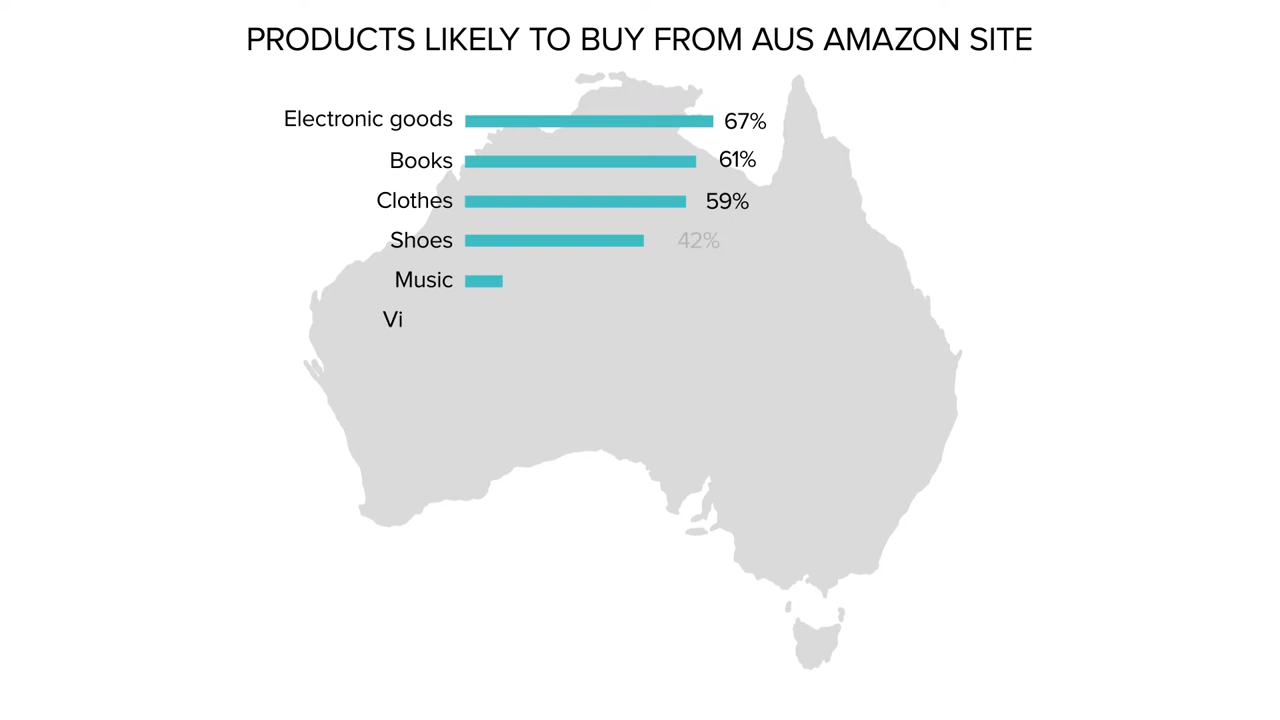 PRODUCTS LIKELY TO BUY FROM AUS AMAZON SITE
Electronic goods 67%
Books 61%
Clothes 59%
Shoes 42%
Music
Vi